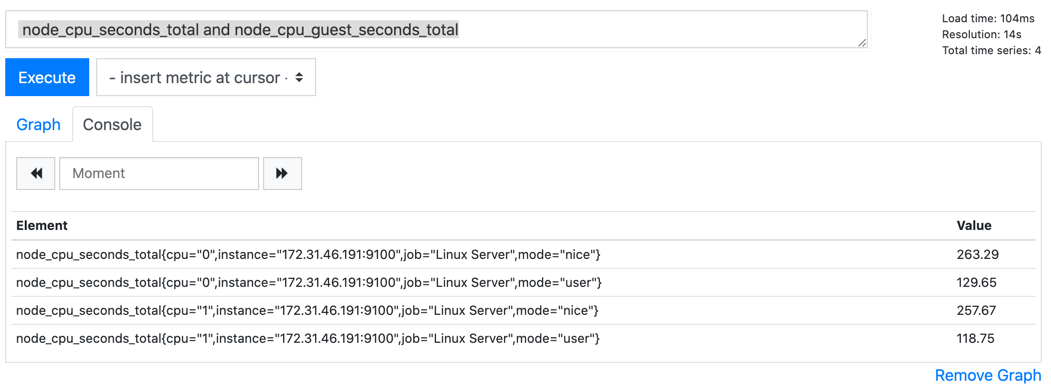 node_cpu_seconds_total and node_cpu_guest_seconds_total
Load time: 104ms
Resolution: 14s
Total time series: 4
Execute
- insert metric at cursor -
Graph
Console
Moment
Element Value
node_cpu_seconds_total{cpu="0",instance="172.31.46.191:9100",job="Linux Server",mode="nice"} 263.29
node_cpu_seconds_total{cpu="0",instance="172.31.46.191:9100",job="Linux Server",mode="user"} 129.65
node_cpu_seconds_total{cpu="1",instance="172.31.46.191:9100",job="Linux Server",mode="nice"} 257.67
node_cpu_seconds_total{cpu="1",instance="172.31.46.191:9100",job="Linux Server",mode="user"} 118.75
Remove Graph